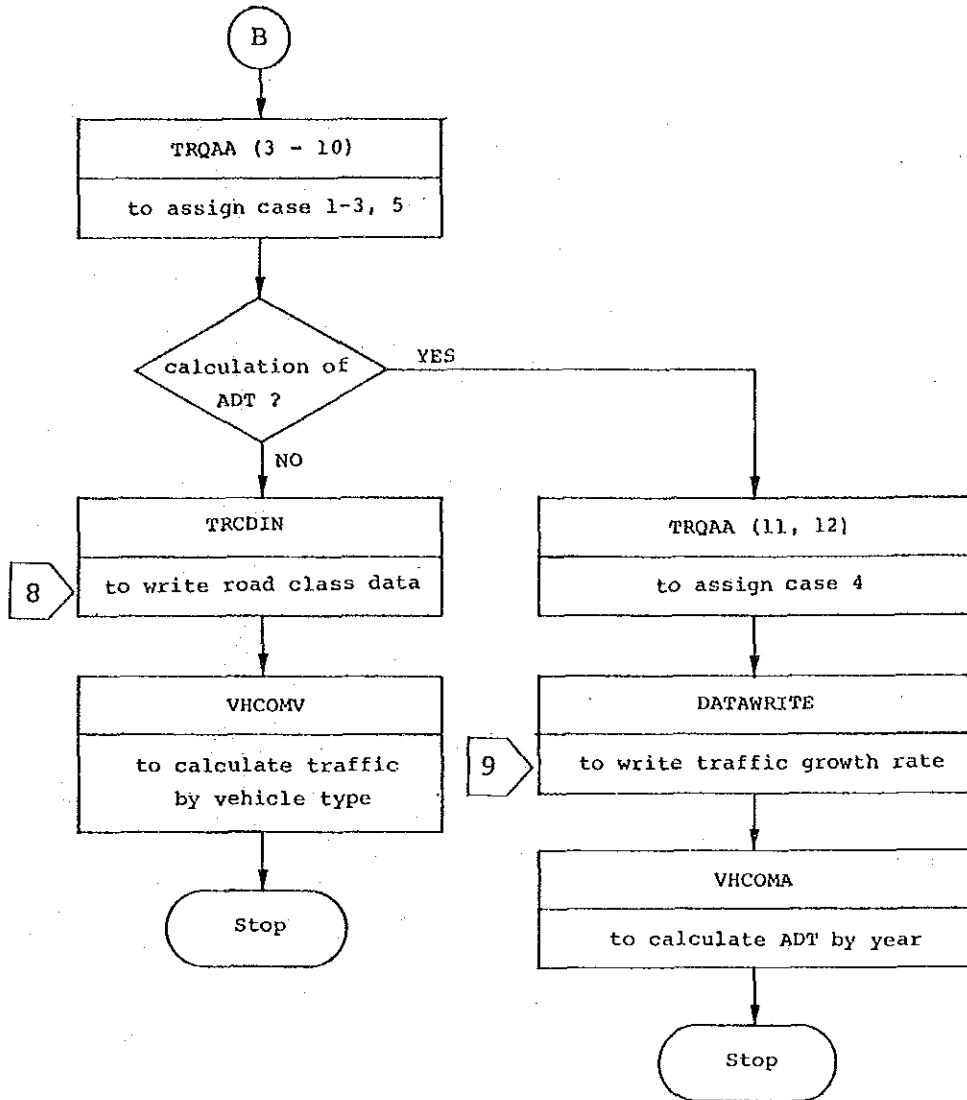 B
TRQAA (3 - 10)
to assign case 1-3, 5
calculation of
ADT ?
YES
NO
TRCDIN
to write road class data
8
VHCOMV
to calculate traffic
by vehicle type
Stop
TRQAA (11, 12)
to assign case 4
DATAWRITE
to write traffic growth rate
9
VHCOMA
to calculate ADT by year
Stop